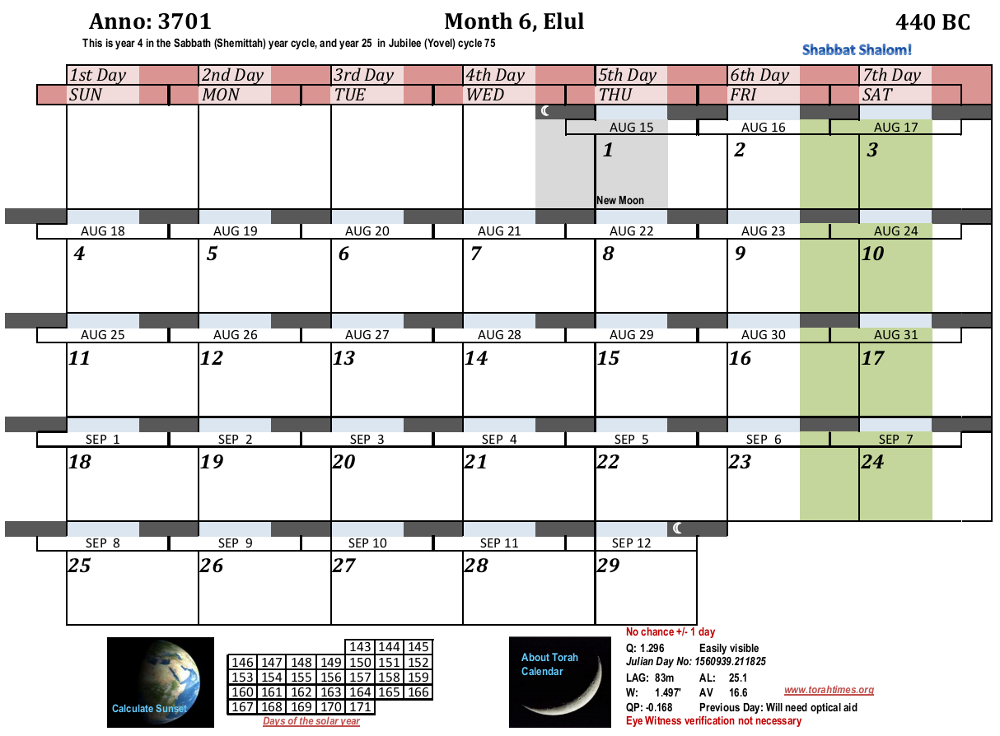 Anno: 3701 Month 6, Elul 440 BC
This is year 4 in the Sabbath (Shemittah) year cycle, and year 25 in Jubilee (Yovel) cycle 75
Shabbat Shalom!
1st Day 2nd Day 3rd Day 4th Day 5th Day 6th Day 7th Day
SUN MON TUE WED THU FRI SAT
AUG 15 AUG 16 AUG 17
1 2 3
New Moon
AUG 18 AUG 19 AUG 20 AUG 21 AUG 22 AUG 23 AUG 24
4 5 6 7 8 9 10
AUG 25 AUG 26 AUG 27 AUG 28 AUG 29 AUG 30 AUG 31
11 12 13 14 15 16 17
SEP 1 SEP 2 SEP 3 SEP 4 SEP 5 SEP 6 SEP 7
18 19 20 21 22 23 24
SEP 8 SEP 9 SEP 10 SEP 11 SEP 12
25 26 27 28 29
Calculate Sunset
143 144 145
146 147 148 149 150 151 152
153 154 155 156 157 158 159
160 161 162 163 164 165 166
167 168 169 170 171
Days of the solar year
About Torah
Calendar
No chance +/- 1 day
Q: 1.296 Easily visible
Julian Day No: 1560939.211825
LAG: 83m AL: 25.1
W: 1.497' AV 16.6
www.torahtimes.org
QP: -0.168 Previous Day: Will need optical aid
Eye Witness verification not necessary